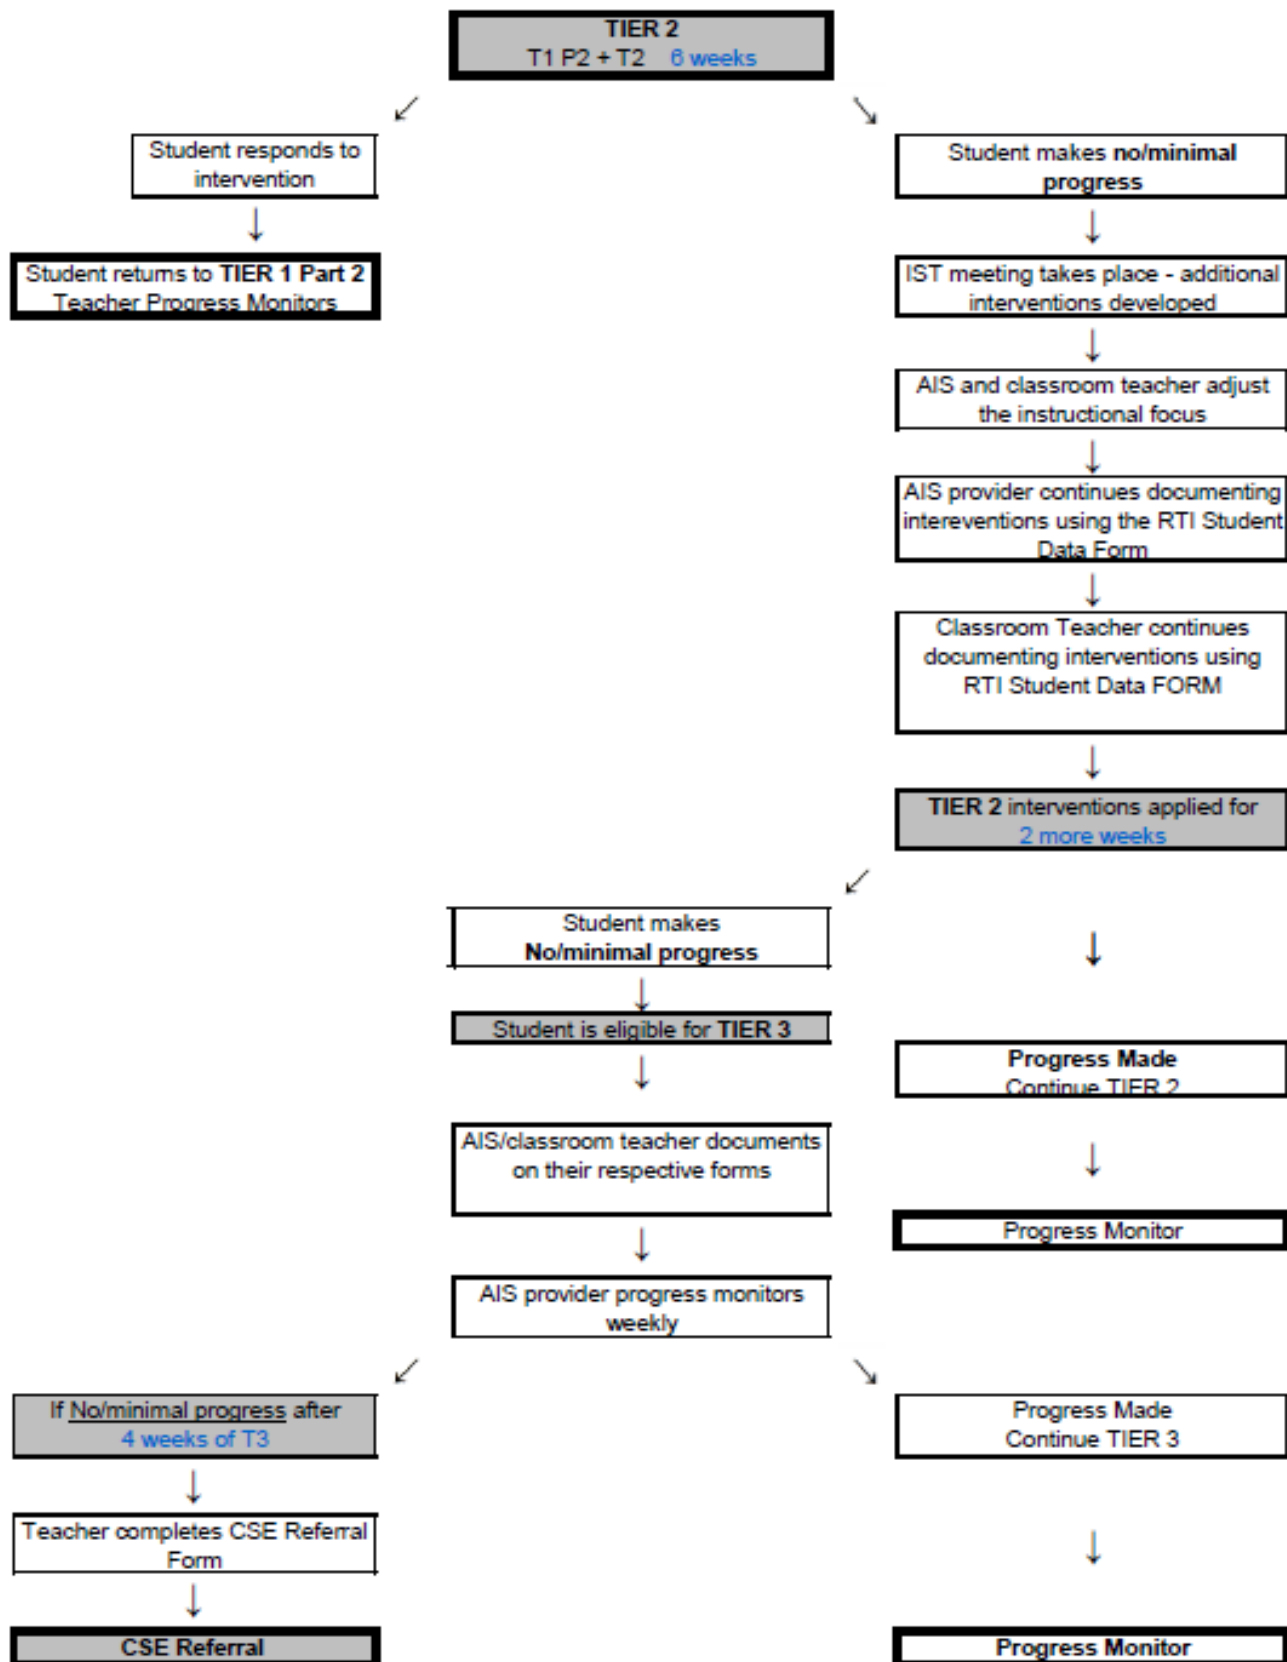 TIER 2
T1 P2 + T2 6 weeks
Student responds to
intervention
Student makes no/minimal
progress
Student returns to TIER 1 Part 2
Teacher Progress Monitors
IST meeting takes place - additional
interventions developed
AIS and classroom teacher adjust
the instructional focus
AIS provider continues documenting
intereventions using the RTI Student
Data Form
Classroom Teacher continues
documenting interventions using
RTI Student Data FORM
TIER 2 interventions applied for
2 more weeks
Student makes
No/minimal progress
Student is eligible for TIER 3
Progress Made
Continue TIER 2
AIS/classroom teacher documents
on their respective forms
Progress Monitor
AIS provider progress monitors
weekly
If No/minimal progress after
4 weeks of T3
Progress Made
Continue TIER 3
Teacher completes CSE Referral
Form
CSE Referral
Progress Monitor